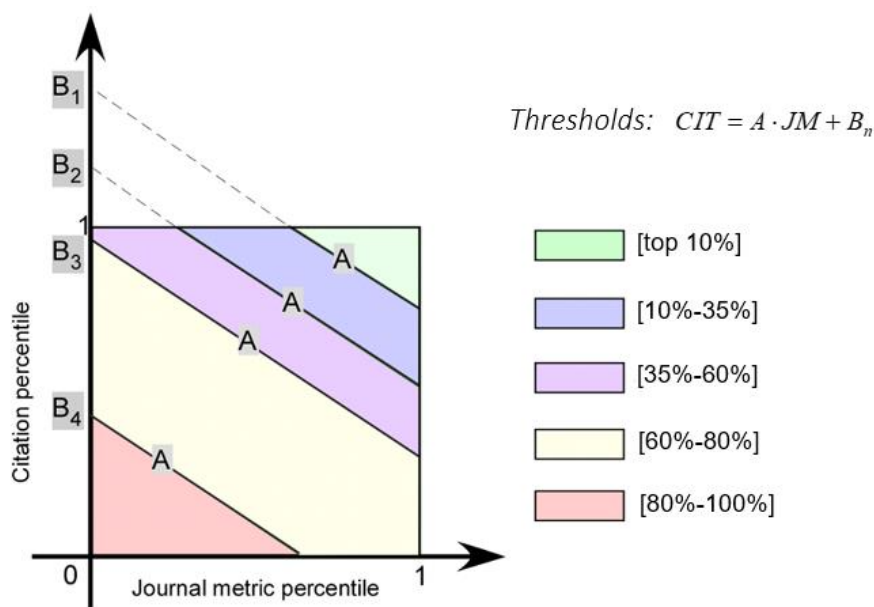 B1
B2
1
B3
B4
A
A
A
A
0
1
Citation percentile
Journal metric percentile
Thresholds: CIT = A · JM + Bn
[top 10%]
[10%-35%]
[35%-60%]
[60%-80%]
[80%-100%]